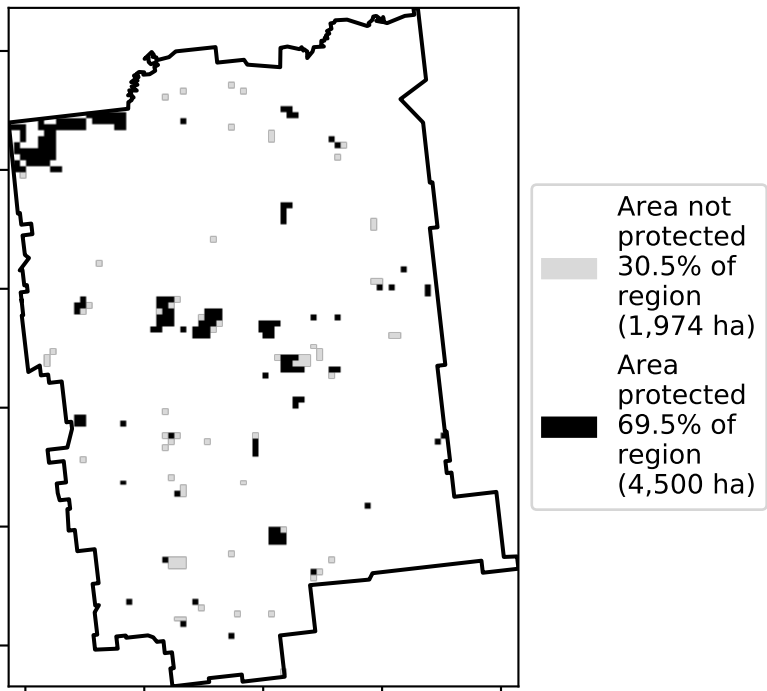 Area not
protected
30.5% of
region
(1,974 ha)
Area
protected
69.5% of
region
(4,500 ha)